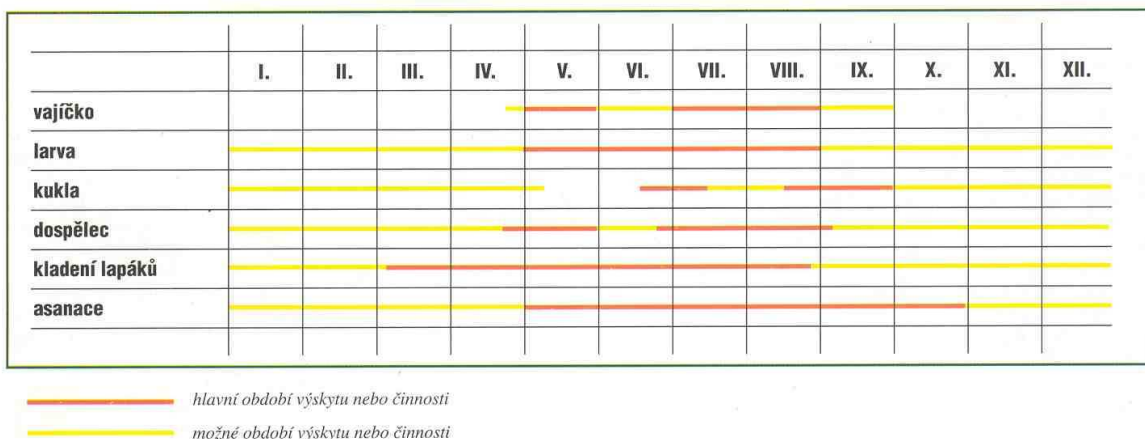 I. II. III. IV. V. VI. VII. VIII. IX. X. XI. XII.
vajíčko
larva
kukla
dospělec
kladení lapáků
asanace
hlavní období výskytu nebo činnosti
možné období výskytu nebo činnosti